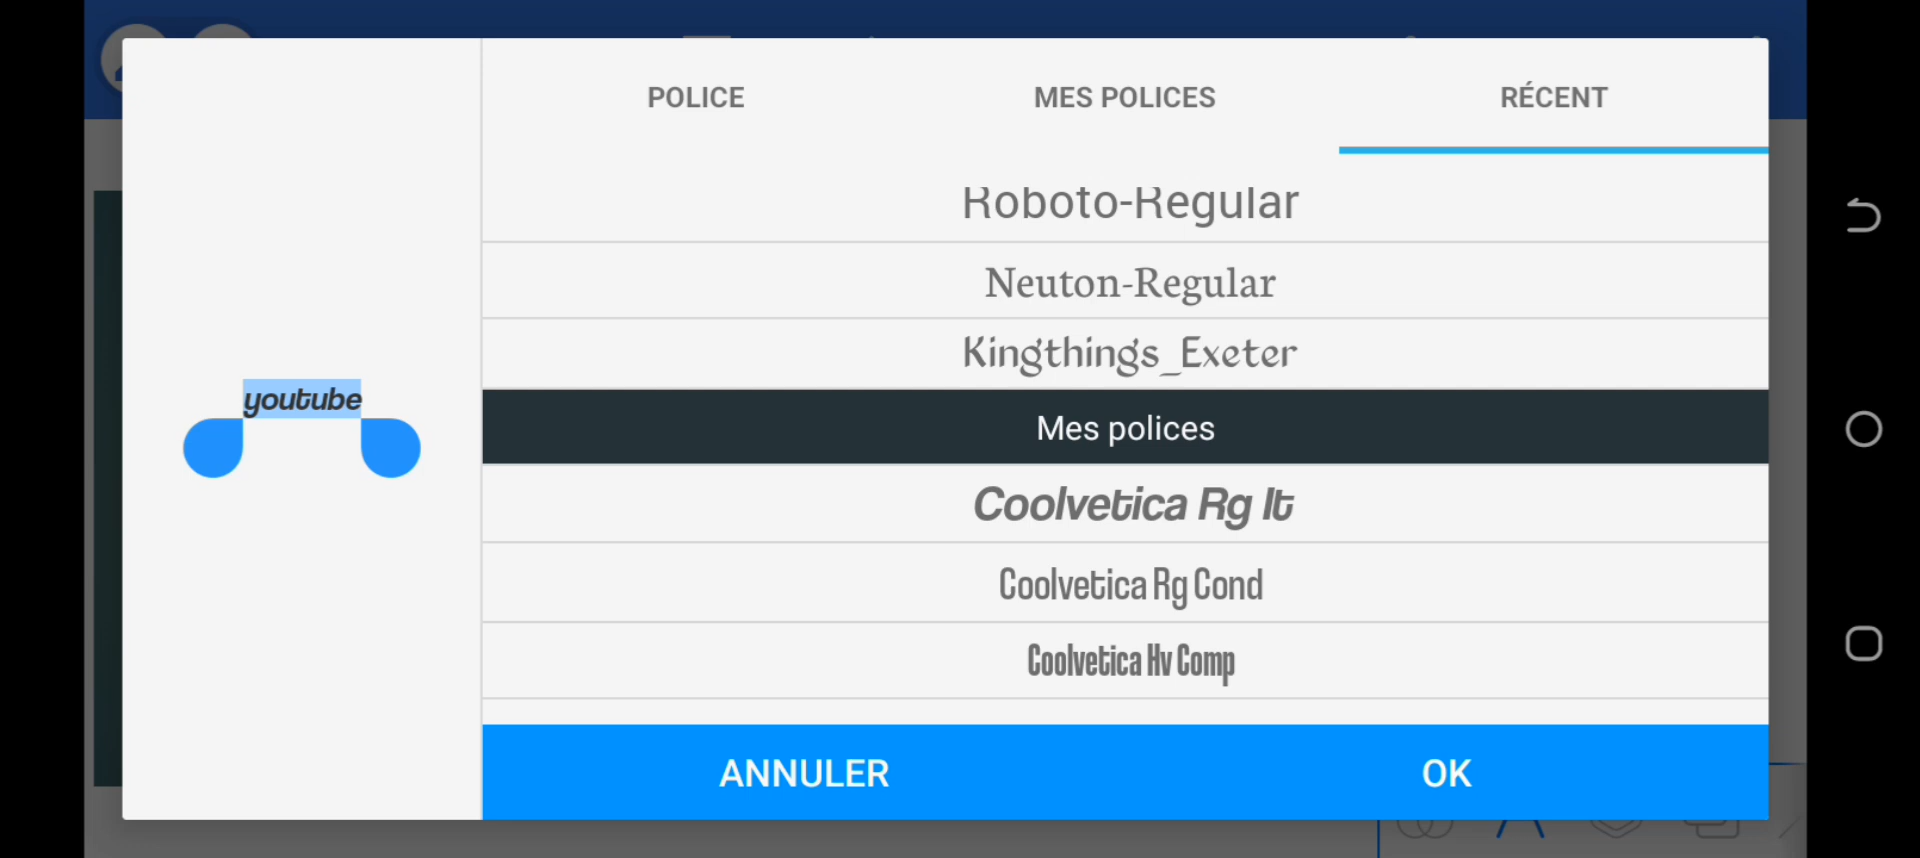 POLICE
MES POLICES
RÉCENT
Roboto-Regular
Neuton-Regular
Kingthings_Exeter
youtube
Mes polices
Coolvetica Rg It
Coolvetica Rg Cond
Coolvetica Hv Comp
ANNULER
OK